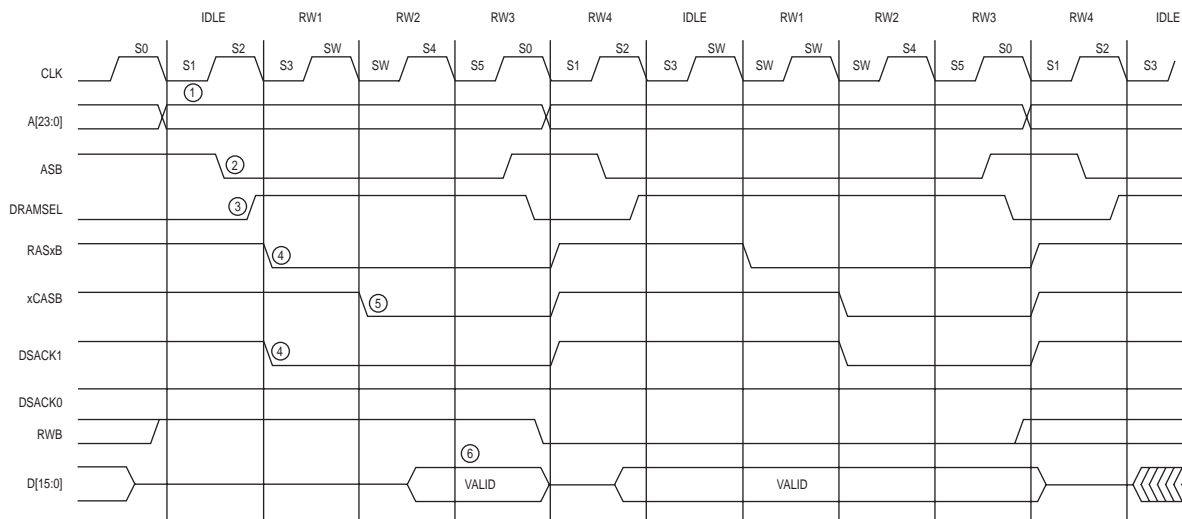 IDLE RW1 RW2 RW3 RW4 IDLE RW1 RW2 RW3 RW4 IDLE
S0 S2 SW S4 S0 S2 SW SW S4 S0 S2
CLK S1 S3 SW S5 S1 S3 SW SW S5 S1 S3
1
A[23:0]
ASB 2
DRAMSEL 3
RASxB 4
xCASB 5
DSACK1 4
DSACK0
RWB
6
D[15:0] VALID VALID